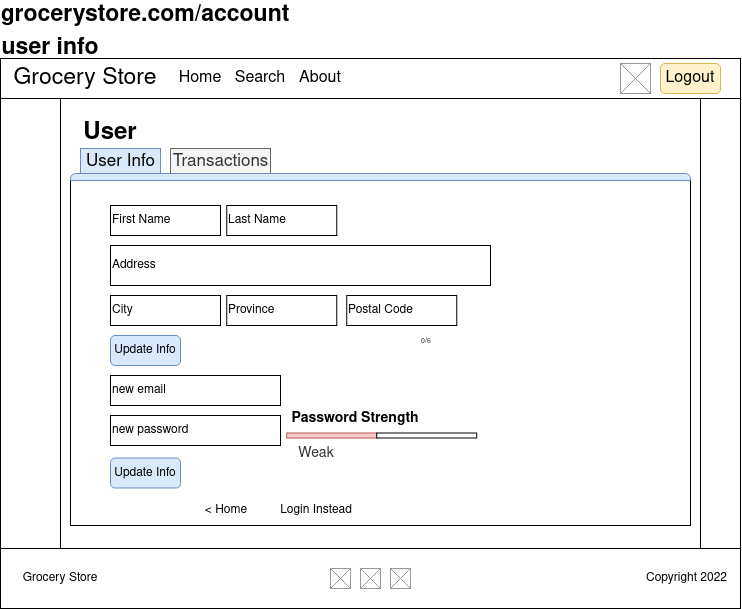 grocerystore.com/account
user info
Grocery Store Home Search About Logout
User
User Info Transactions
First Name Last Name
Address
City Province Postal Code
0/6
Update Info
new email
new password
Password Strength
Weak
Update Info
< Home Login Instead
Grocery Store Copyright 2022